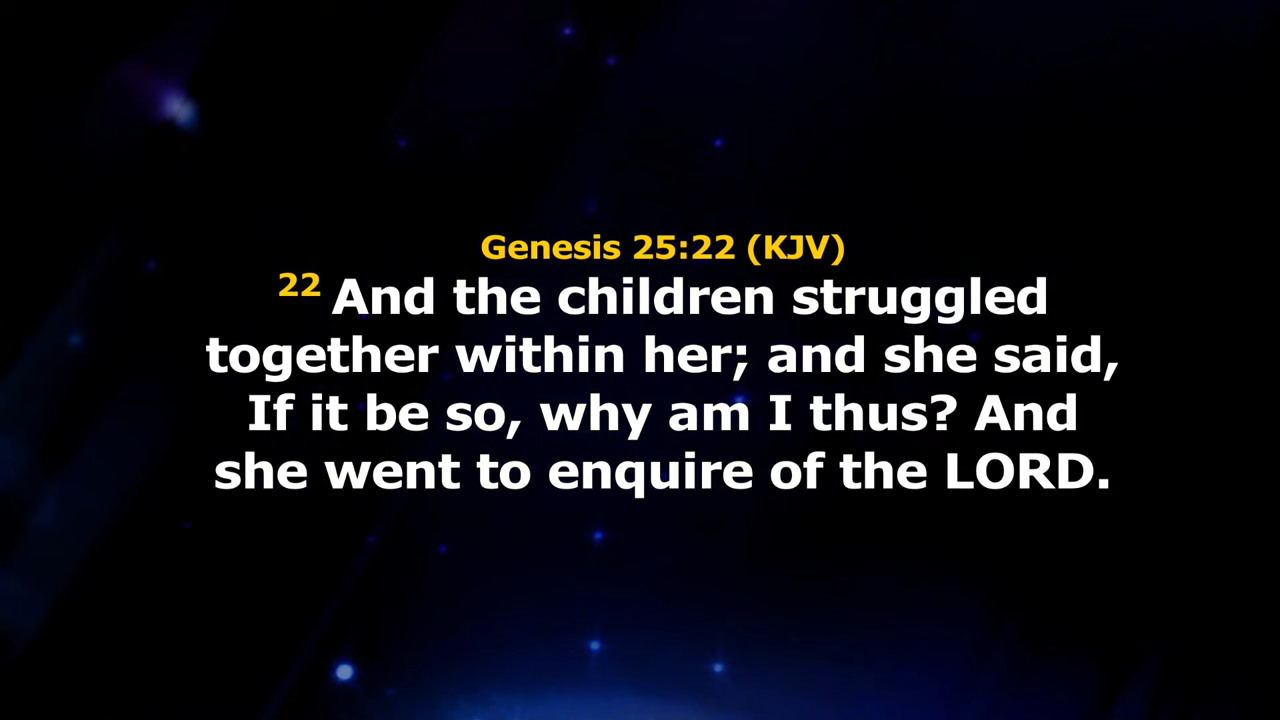 Genesis 25:22 (KJV)
22 And the children struggled
together within her; and she said,
If it be so, why am I thus? And
she went to enquire of the LORD.